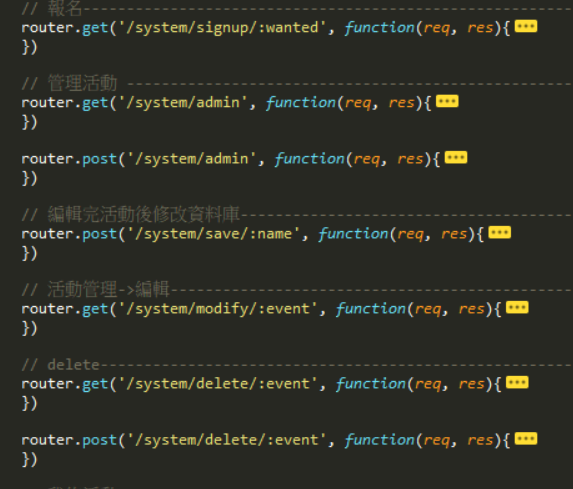 // 報名--------------------------------------------------------
router.get('/system/signup/:wanted', function(req, res){ •••
})
// 管理活動 ---------------------------------------------------
router.get('/system/admin', function(req, res){ •••
})
router.post('/system/admin', function(req, res){ •••
})
// 編輯完活動後修改資料庫--------------------------------------
router.post('/system/save/:name', function(req, res){ •••
})
// 活動管理->編輯----------------------------------------------
router.get('/system/modify/:event', function(req, res){ •••
})
// delete------------------------------------------------------
router.get('/system/delete/:event', function(req, res){ •••
})
router.post('/system/delete/:event', function(req, res){ •••
})